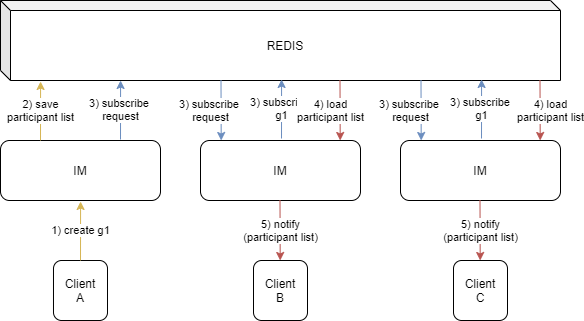 REDIS
2) save
participant list
3) subscribe
request
3) subscribe
request
3) subscri
g1
4) load
participant list
3) subscribe
request
3) subscribe
g1
4) load
participant list
IM
IM
IM
1) create g1
5) notify
(participant list)
5) notify
(participant list)
Client
A
Client
B
Client
C